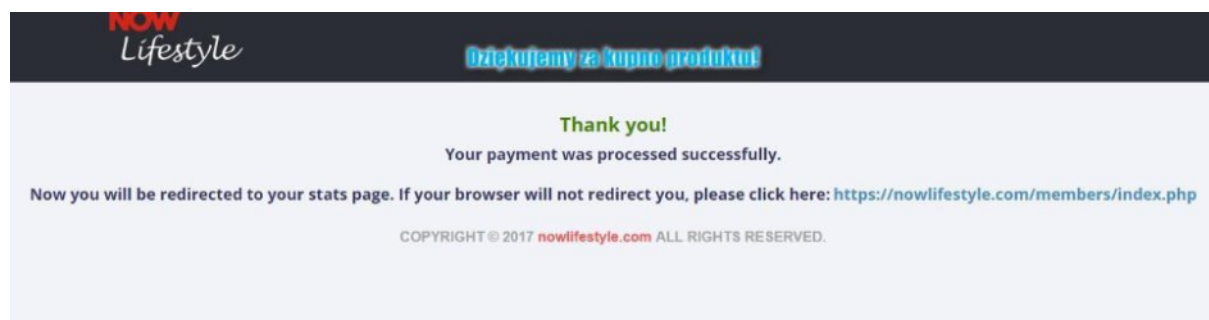 NOW
Lifestyle
Dziękujemy za kupno produktu!
Thank you!
Your payment was processed successfully.
Now you will be redirected to your stats page. If your browser will not redirect you, please click here: https://nowlifestyle.com/members/index.php
COPYRIGHT © 2017 nowlifestyle.com ALL RIGHTS RESERVED.